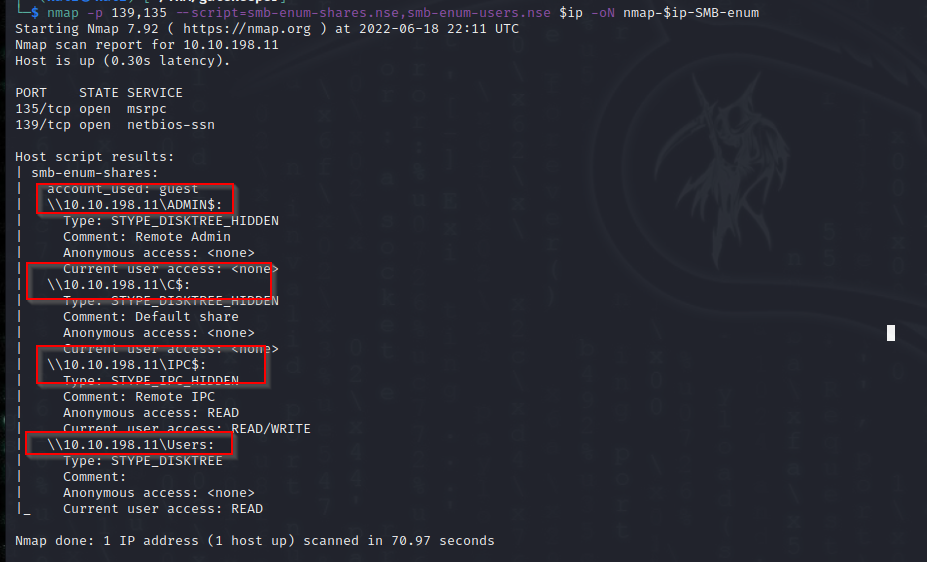 └─$ nmap -p 139,135 --script=smb-enum-shares.nse,smb-enum-users.nse $ip -oN nmap-$ip-SMB-enum
Starting Nmap 7.92 ( https://nmap.org ) at 2022-06-18 22:11 UTC
Nmap scan report for 10.10.198.11
Host is up (0.30s latency).
PORT    STATE SERVICE
135/tcp open  msrpc
139/tcp open  netbios-ssn
Host script results:
| smb-enum-shares:
|   account_used: guest
|   \\10.10.198.11\ADMIN$:
|     Type: STYPE_DISKTREE_HIDDEN
|     Comment: Remote Admin
|     Anonymous access: <none>
|     Current user access: <none>
|   \\10.10.198.11\C$:
|     Type: STYPE_DISKTREE_HIDDEN
|     Comment: Default share
|     Anonymous access: <none>
|     Current user access: <none>
|   \\10.10.198.11\IPC$:
|     Type: STYPE_IPC_HIDDEN
|     Comment: Remote IPC
|     Anonymous access: READ
|     Current user access: READ/WRITE
|   \\10.10.198.11\Users:
|     Type: STYPE_DISKTREE
|     Comment:
|     Anonymous access: <none>
|_    Current user access: READ
Nmap done: 1 IP address (1 host up) scanned in 70.97 seconds